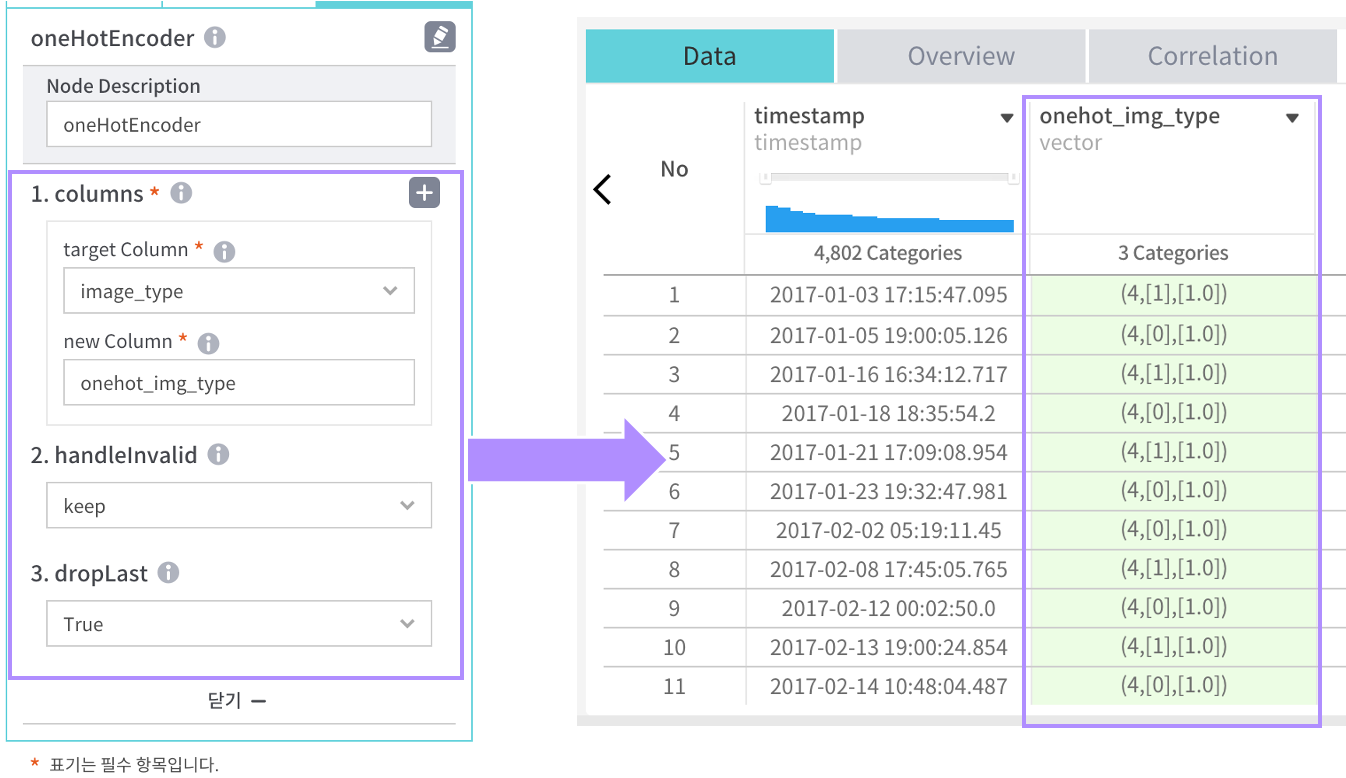 oneHotEncoder
Node Description
oneHotEncoder
1. columns *
target Column *
image_type
new Column *
onehot_img_type
2. handleInvalid
keep
3. dropLast
True
닫기
* 표기는 필수 항목입니다.
Data Overview Correlation
No
timestamp
timestamp
4,802 Categories
onehot_img_type
vector
3 Categories
1 2017-01-03 17:15:47.095 (4,[1],[1.0])
2 2017-01-05 19:00:05.126 (4,[0],[1.0])
3 2017-01-16 16:34:12.717 (4,[1],[1.0])
4 2017-01-18 18:35:54.2 (4,[0],[1.0])
5 2017-01-21 17:09:08.954 (4,[1],[1.0])
6 2017-01-23 19:32:47.981 (4,[0],[1.0])
7 2017-02-02 05:19:11.45 (4,[0],[1.0])
8 2017-02-08 17:45:05.765 (4,[1],[1.0])
9 2017-02-12 00:02:50.0 (4,[0],[1.0])
10 2017-02-13 19:00:24.854 (4,[1],[1.0])
11 2017-02-14 10:48:04.487 (4,[0],[1.0])